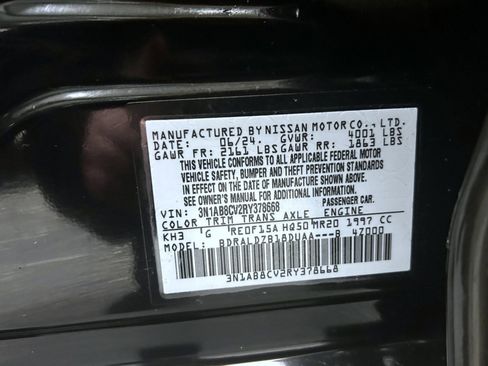 MANUFACTURED BY NISSAN MOTOR CO., LTD.
DATE: 06/24 GVWR: 4001 LBS
GAWR FR: 2161 LBS GAWR RR: 1863 LBS
THIS VEHICLE CONFORMS TO ALL APPLICABLE FEDERAL MOTOR
VEHICLE SAFETY, BUMPER AND THEFT PREVENTION STANDARDS
IN EFFECT ON THE DATE OF MANUFACTURE SHOWN ABOVE.
SEE OWNER'S MANUAL FOR ADDITIONAL INFORMATION.
VIN: 3N1AB8CV2RY378668 PASSENGER CAR.
COLOR TRIM TRANS AXLE ENGINE
KH3 G RE0F15A HQ50 MR20 1997 CC
MODEL: BDRALDZB18DUAA---B 47000
3N1AB8CV2RY378668